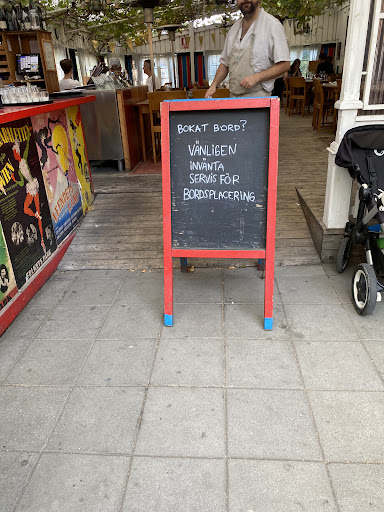 BOKAT BORD?
VÄNLIGEN
INVÄNTA
SERVIS FÖR
BORDSPLACERING